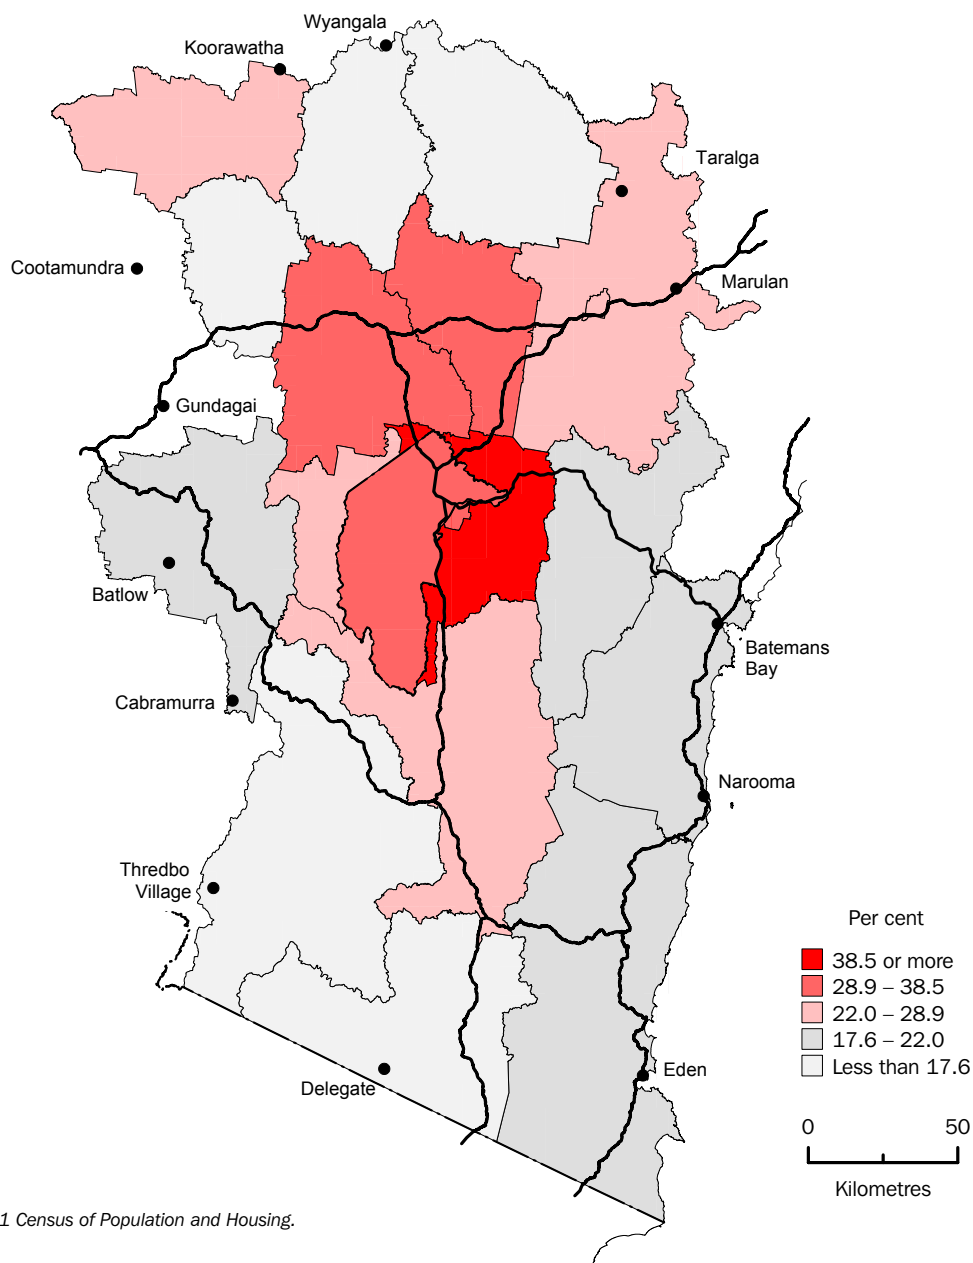 Wyangala
Koorawatha
Taralga
Cootamundra
Marulan
Gundagai
Batlow
Batemans
Bay
Cabramurra
Narooma
Thredbo
Village
Per cent
38.5 or more
28.9 – 38.5
22.0 – 28.9
17.6 – 22.0
Less than 17.6
Eden
Delegate
0 50
Kilometres
1 Census of Population and Housing.